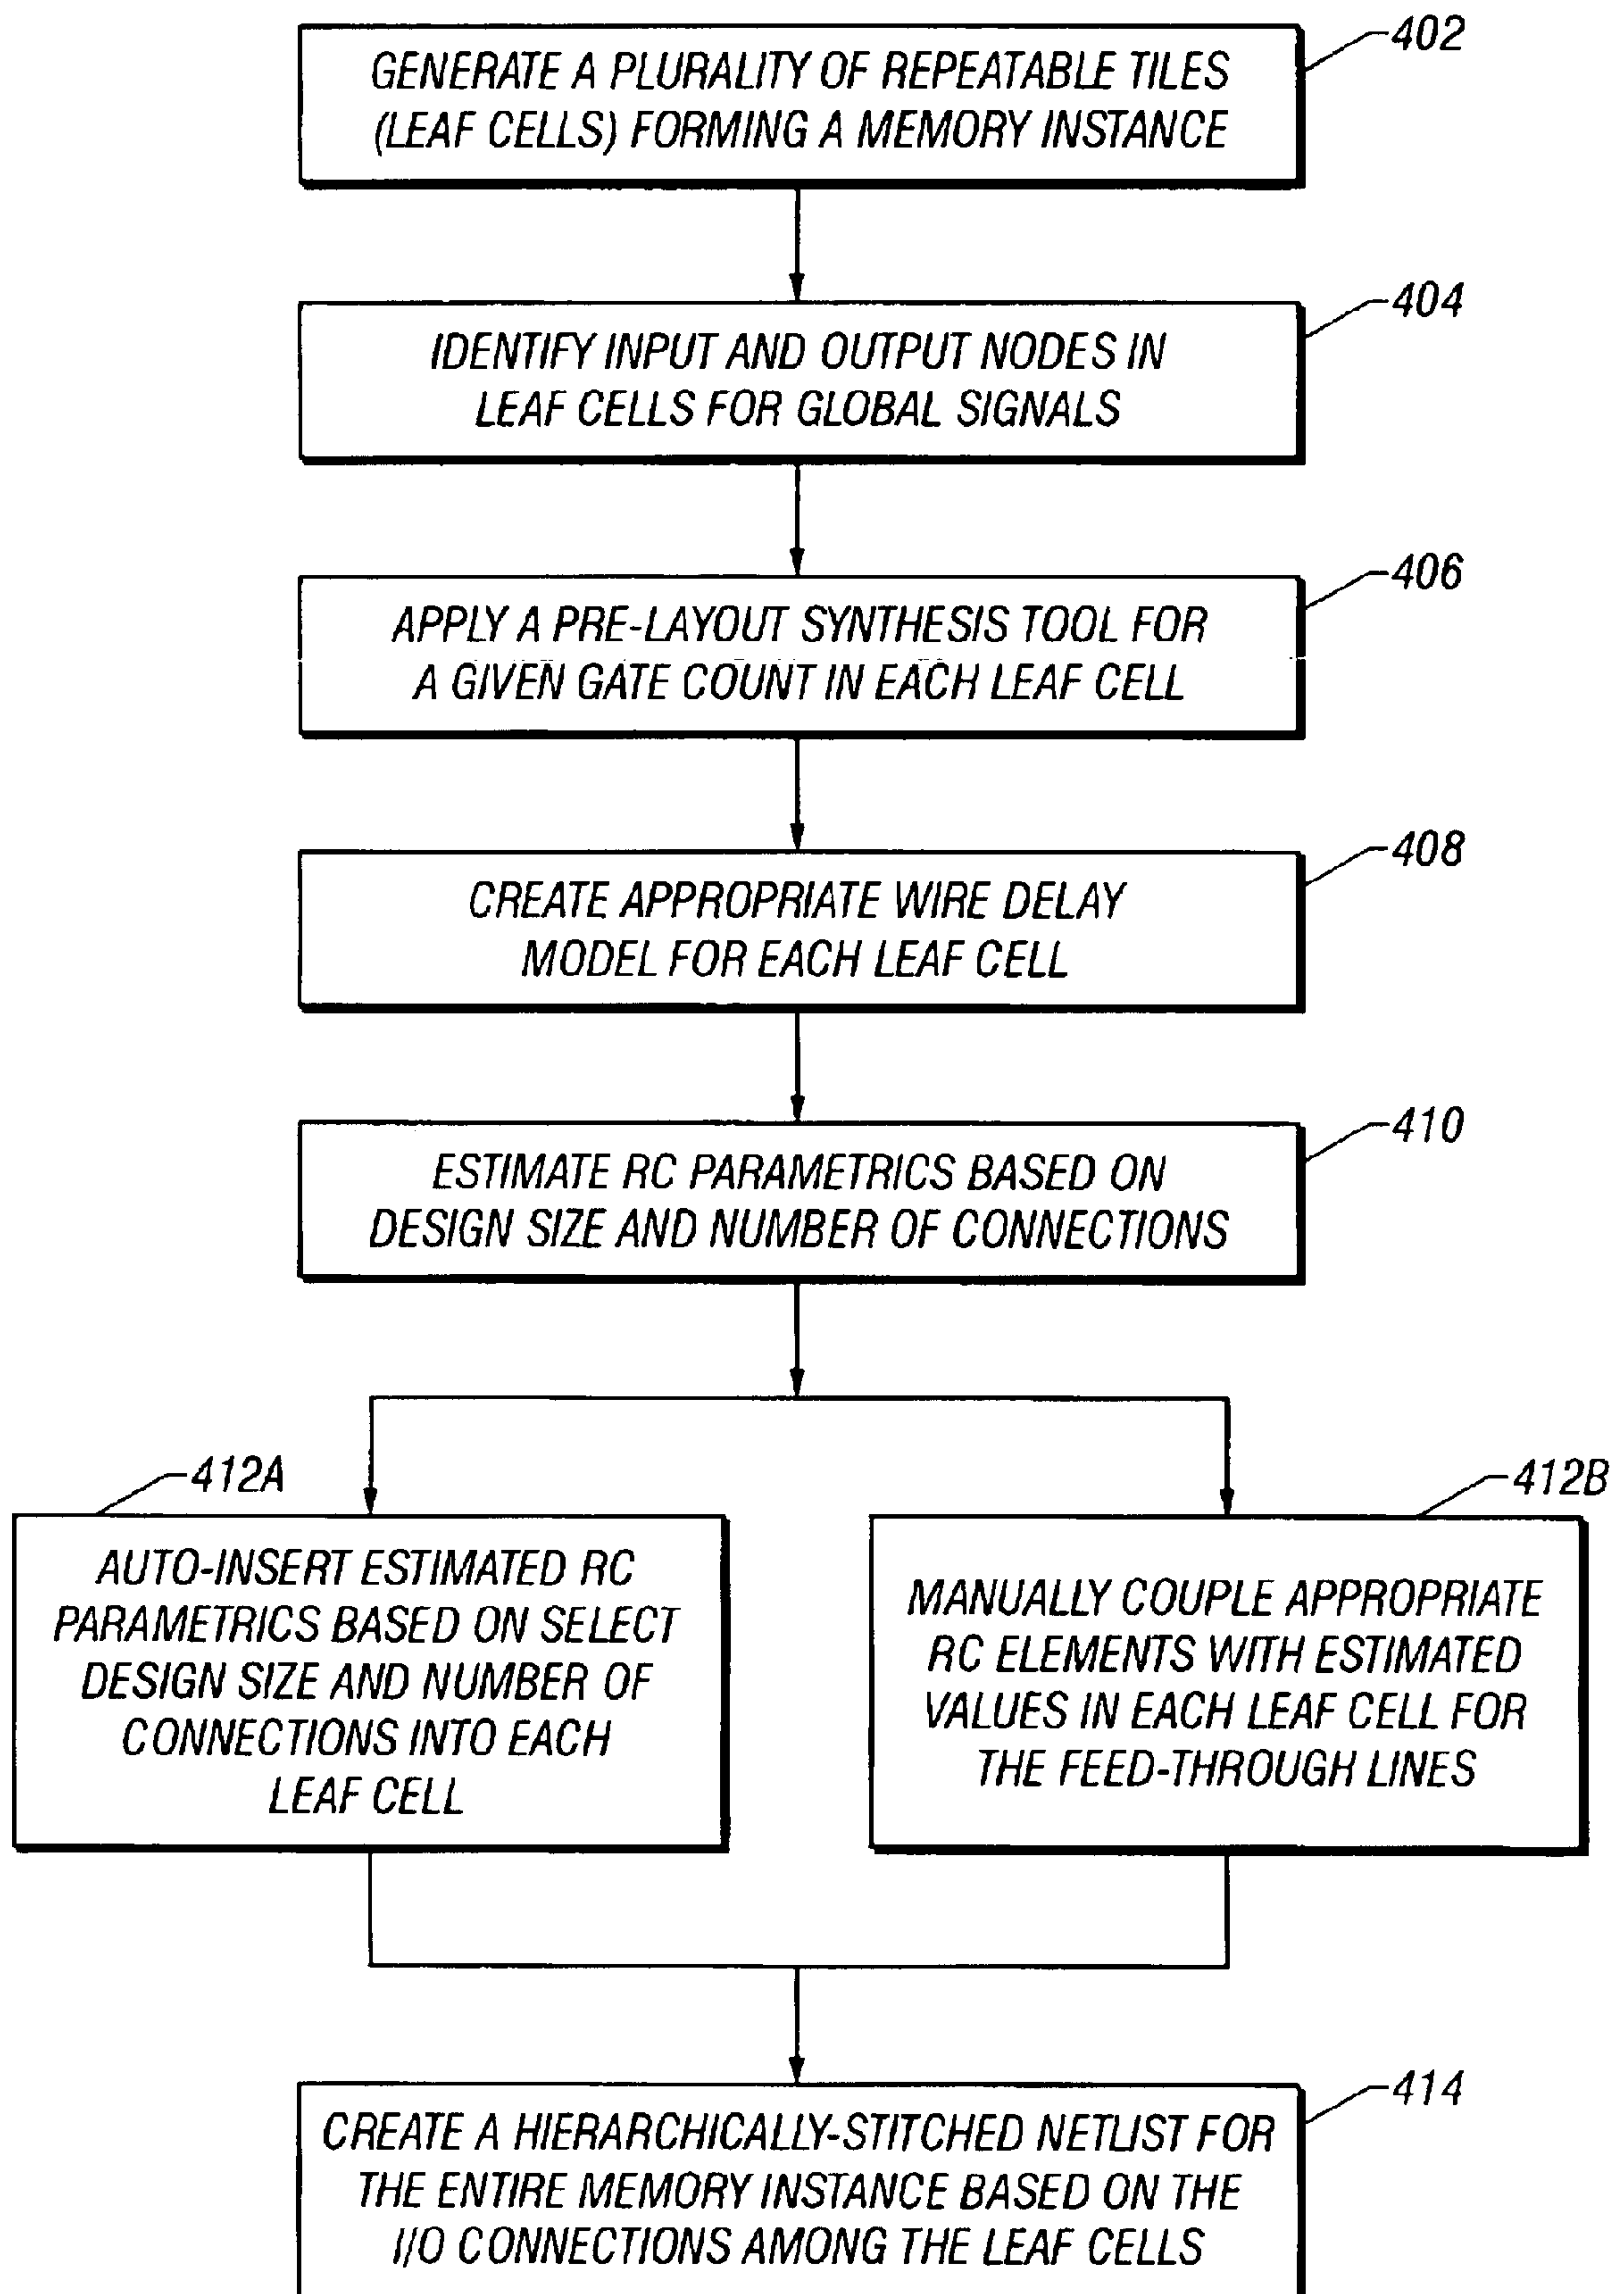 402
GENERATE A PLURALITY OF REPEATABLE TILES
(LEAF CELLS) FORMING A MEMORY INSTANCE
404
IDENTIFY INPUT AND OUTPUT NODES IN
LEAF CELLS FOR GLOBAL SIGNALS
406
APPLY A PRE-LAYOUT SYNTHESIS TOOL FOR
A GIVEN GATE COUNT IN EACH LEAF CELL
408
CREATE APPROPRIATE WIRE DELAY
MODEL FOR EACH LEAF CELL
410
ESTIMATE RC PARAMETRICS BASED ON
DESIGN SIZE AND NUMBER OF CONNECTIONS
412A
AUTO-INSERT ESTIMATED RC
PARAMETRICS BASED ON SELECT
DESIGN SIZE AND NUMBER OF
CONNECTIONS INTO EACH
LEAF CELL
412B
MANUALLY COUPLE APPROPRIATE
RC ELEMENTS WITH ESTIMATED
VALUES IN EACH LEAF CELL FOR
THE FEED-THROUGH LINES
414
CREATE A HIERARCHICALLY-STITCHED NETLIST FOR
THE ENTIRE MEMORY INSTANCE BASED ON THE
I/O CONNECTIONS AMONG THE LEAF CELLS